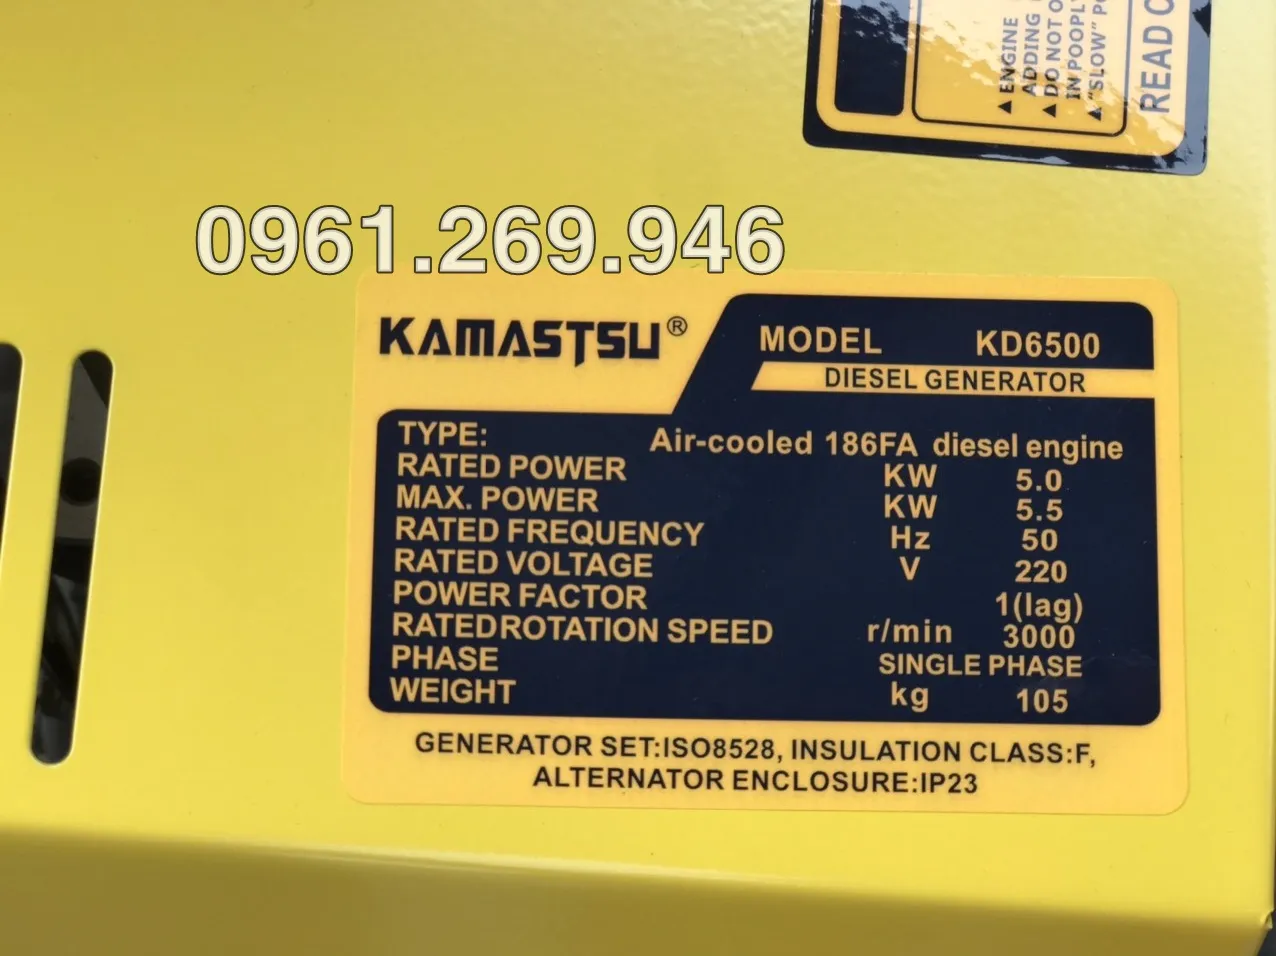 ▲ ENGINE
ADDING
▲ DO NOT O
IN POOPLY
▲ "SLOW" PO
READ
0961.269.946
KAMASTSU®
MODEL KD6500
DIESEL GENERATOR
TYPE: Air-cooled 186FA diesel engine
RATED POWER KW 5.0
MAX. POWER KW 5.5
RATED FREQUENCY Hz 50
RATED VOLTAGE V 220
POWER FACTOR 1(lag)
RATEDROTATION SPEED r/min 3000
PHASE SINGLE PHASE
WEIGHT kg 105
GENERATOR SET:ISO8528, INSULATION CLASS:F,
ALTERNATOR ENCLOSURE:IP23